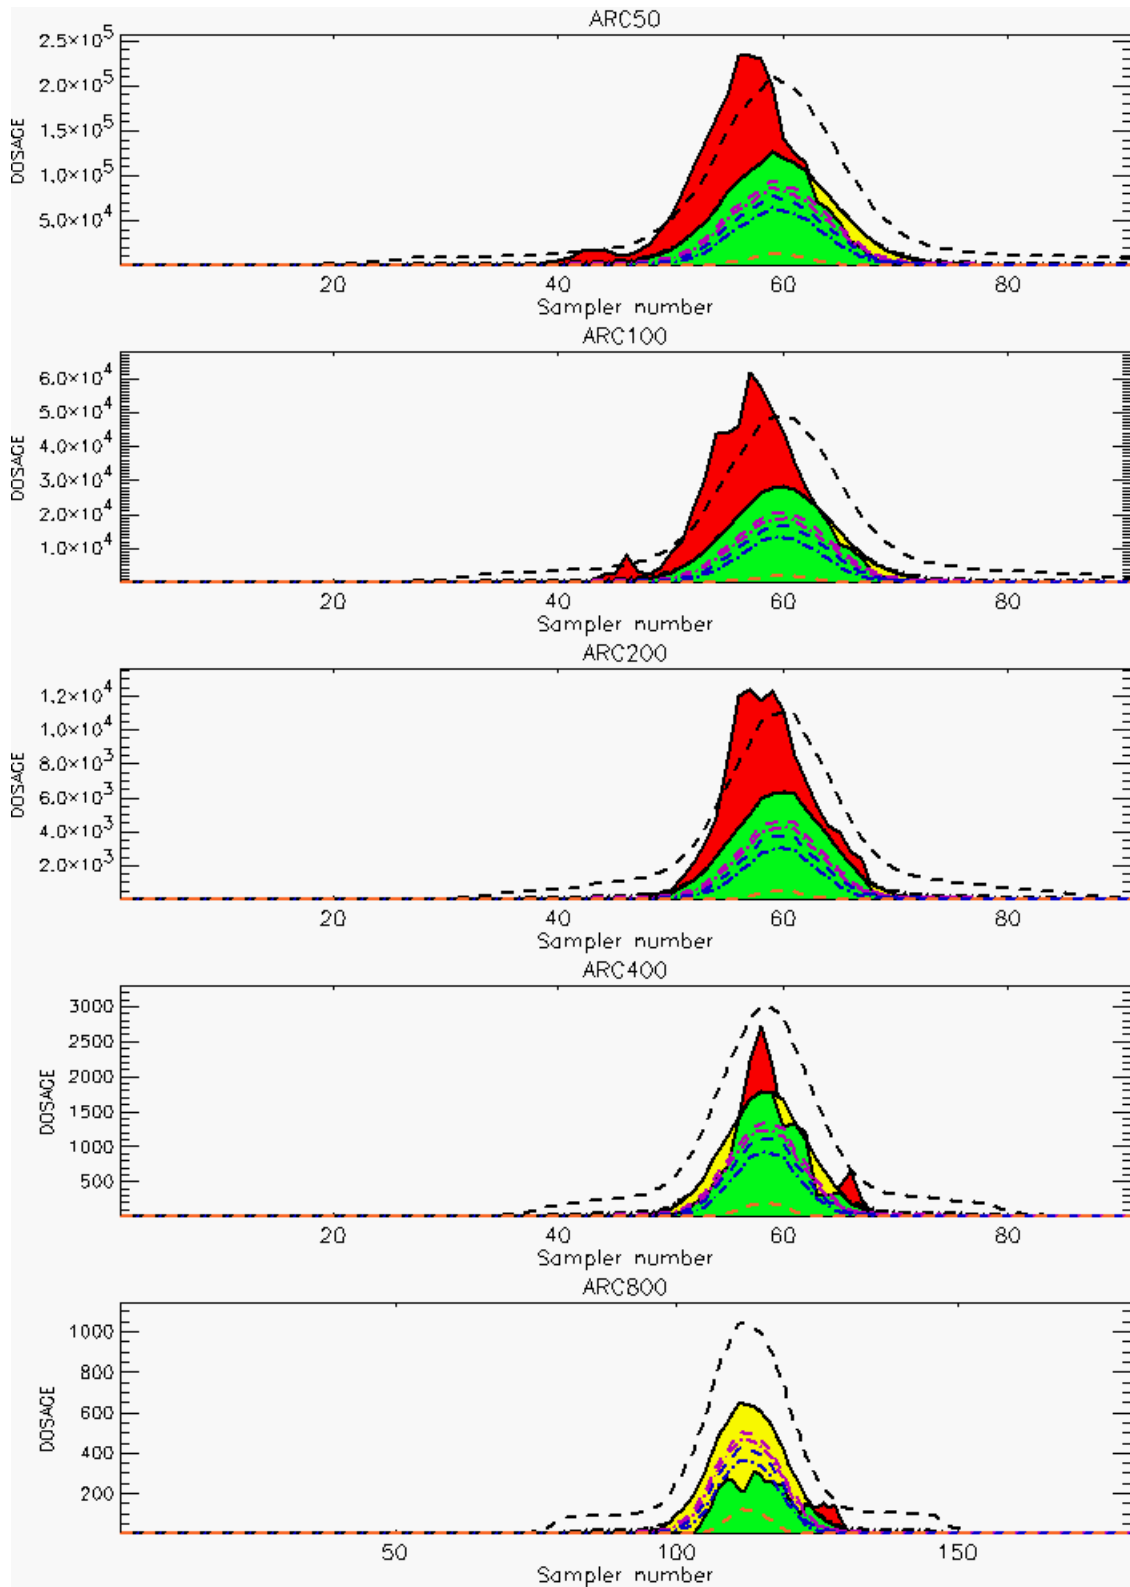 ARC50
2.5×10^5
2.0×10^5
1.5×10^5
1.0×10^5
5.0×10^4
DOSAGE
20 40 60 80
Sampler number
ARC100
6.0×10^4
5.0×10^4
4.0×10^4
3.0×10^4
2.0×10^4
1.0×10^4
DOSAGE
20 40 60 80
Sampler number
ARC200
1.2×10^4
1.0×10^4
8.0×10^3
6.0×10^3
4.0×10^3
2.0×10^3
DOSAGE
20 40 60 80
Sampler number
ARC400
3000
2500
2000
1500
1000
500
DOSAGE
20 40 60 80
Sampler number
ARC800
1000
800
600
400
200
DOSAGE
50 100 150
Sampler number